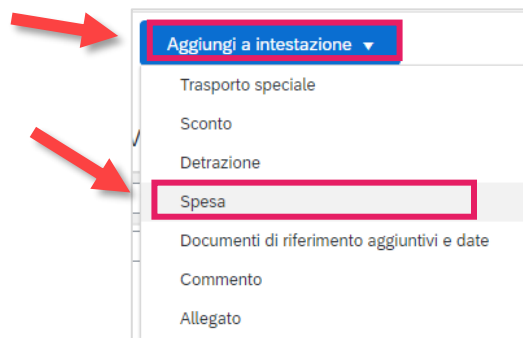 Aggiungi a intestazione
Trasporto speciale
Sconto
Detrazione
Spesa
Documenti di riferimento aggiuntivi e date
Commento
Allegato